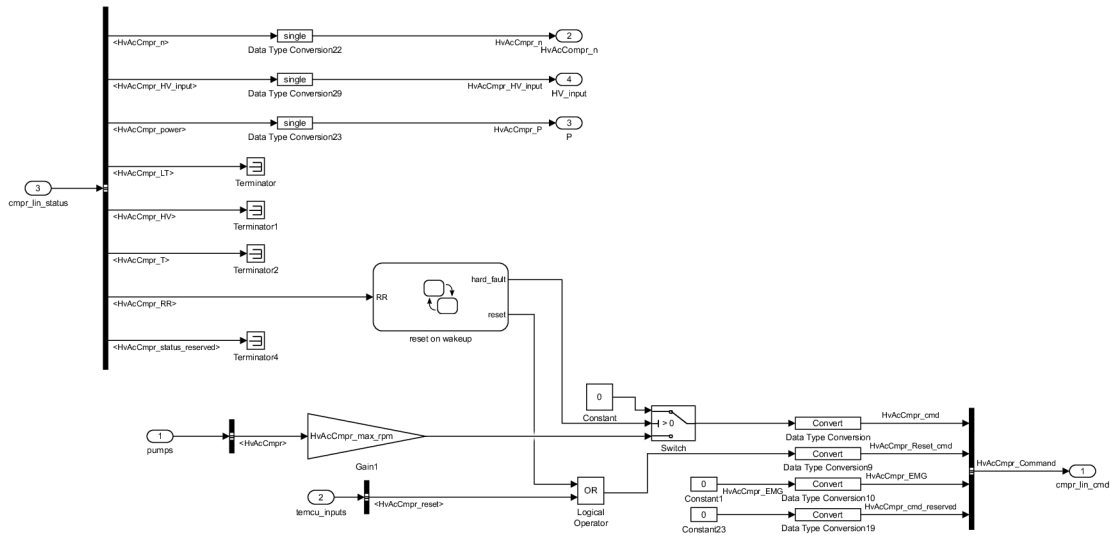 <HvAcCmpr_n>
single
Data Type Conversion22
HvAcCmpr_n
2
HvAcCompr_n
<HvAcCmpr_HV_input>
single
Data Type Conversion29
HvAcCmpr_HV_input
4
HV_input
<HvAcCmpr_power>
single
Data Type Conversion23
HvAcCmpr_P
3
P
<HvAcCmpr_LT>
Terminator
3
cmpr_lin_status
<HvAcCmpr_HV>
Terminator1
<HvAcCmpr_T>
Terminator2
<HvAcCmpr_RR>
RR
hard_fault
reset
reset on wakeup
<HvAcCmpr_status_reserved>
Terminator4
0
Constant
> 0
Switch
1
pumps
<HvAcCmpr>
HvAcCmpr_max_rpm
Gain1
Convert
Data Type Conversion
HvAcCmpr_cmd
Convert
Data Type Conversion9
HvAcCmpr_Reset_cmd
2
temcu_inputs
<HvAcCmpr_reset>
OR
Logical
Operator
0
Constant1
HvAcCmpr_EMG
Convert
Data Type Conversion10
HvAcCmpr_EMG
0
Constant23
Convert
Data Type Conversion19
HvAcCmpr_cmd_reserved
HvAcCmpr_Command
1
cmpr_lin_cmd